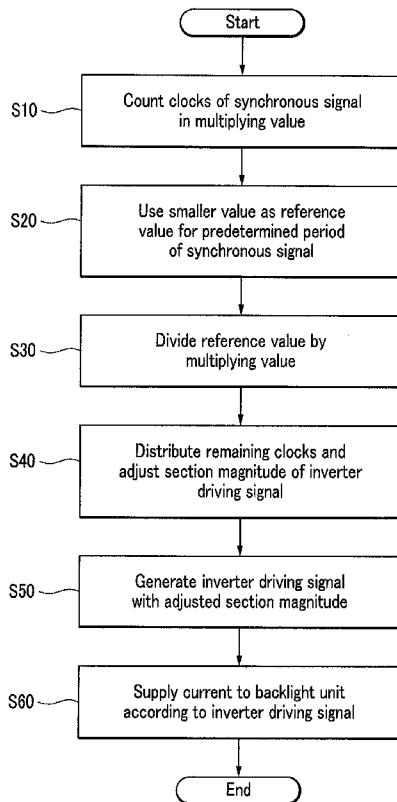 Start
S10
Count clocks of synchronous signal
in multiplying value
S20
Use smaller value as reference
value for predetermined period
of synchronous signal
S30
Divide reference value by
multiplying value
S40
Distribute remaining clocks and
adjust section magnitude of inverter
driving signal
S50
Generate inverter driving signal
with adjusted section magnitude
S60
Supply current to backlight unit
according to inverter driving signal
End